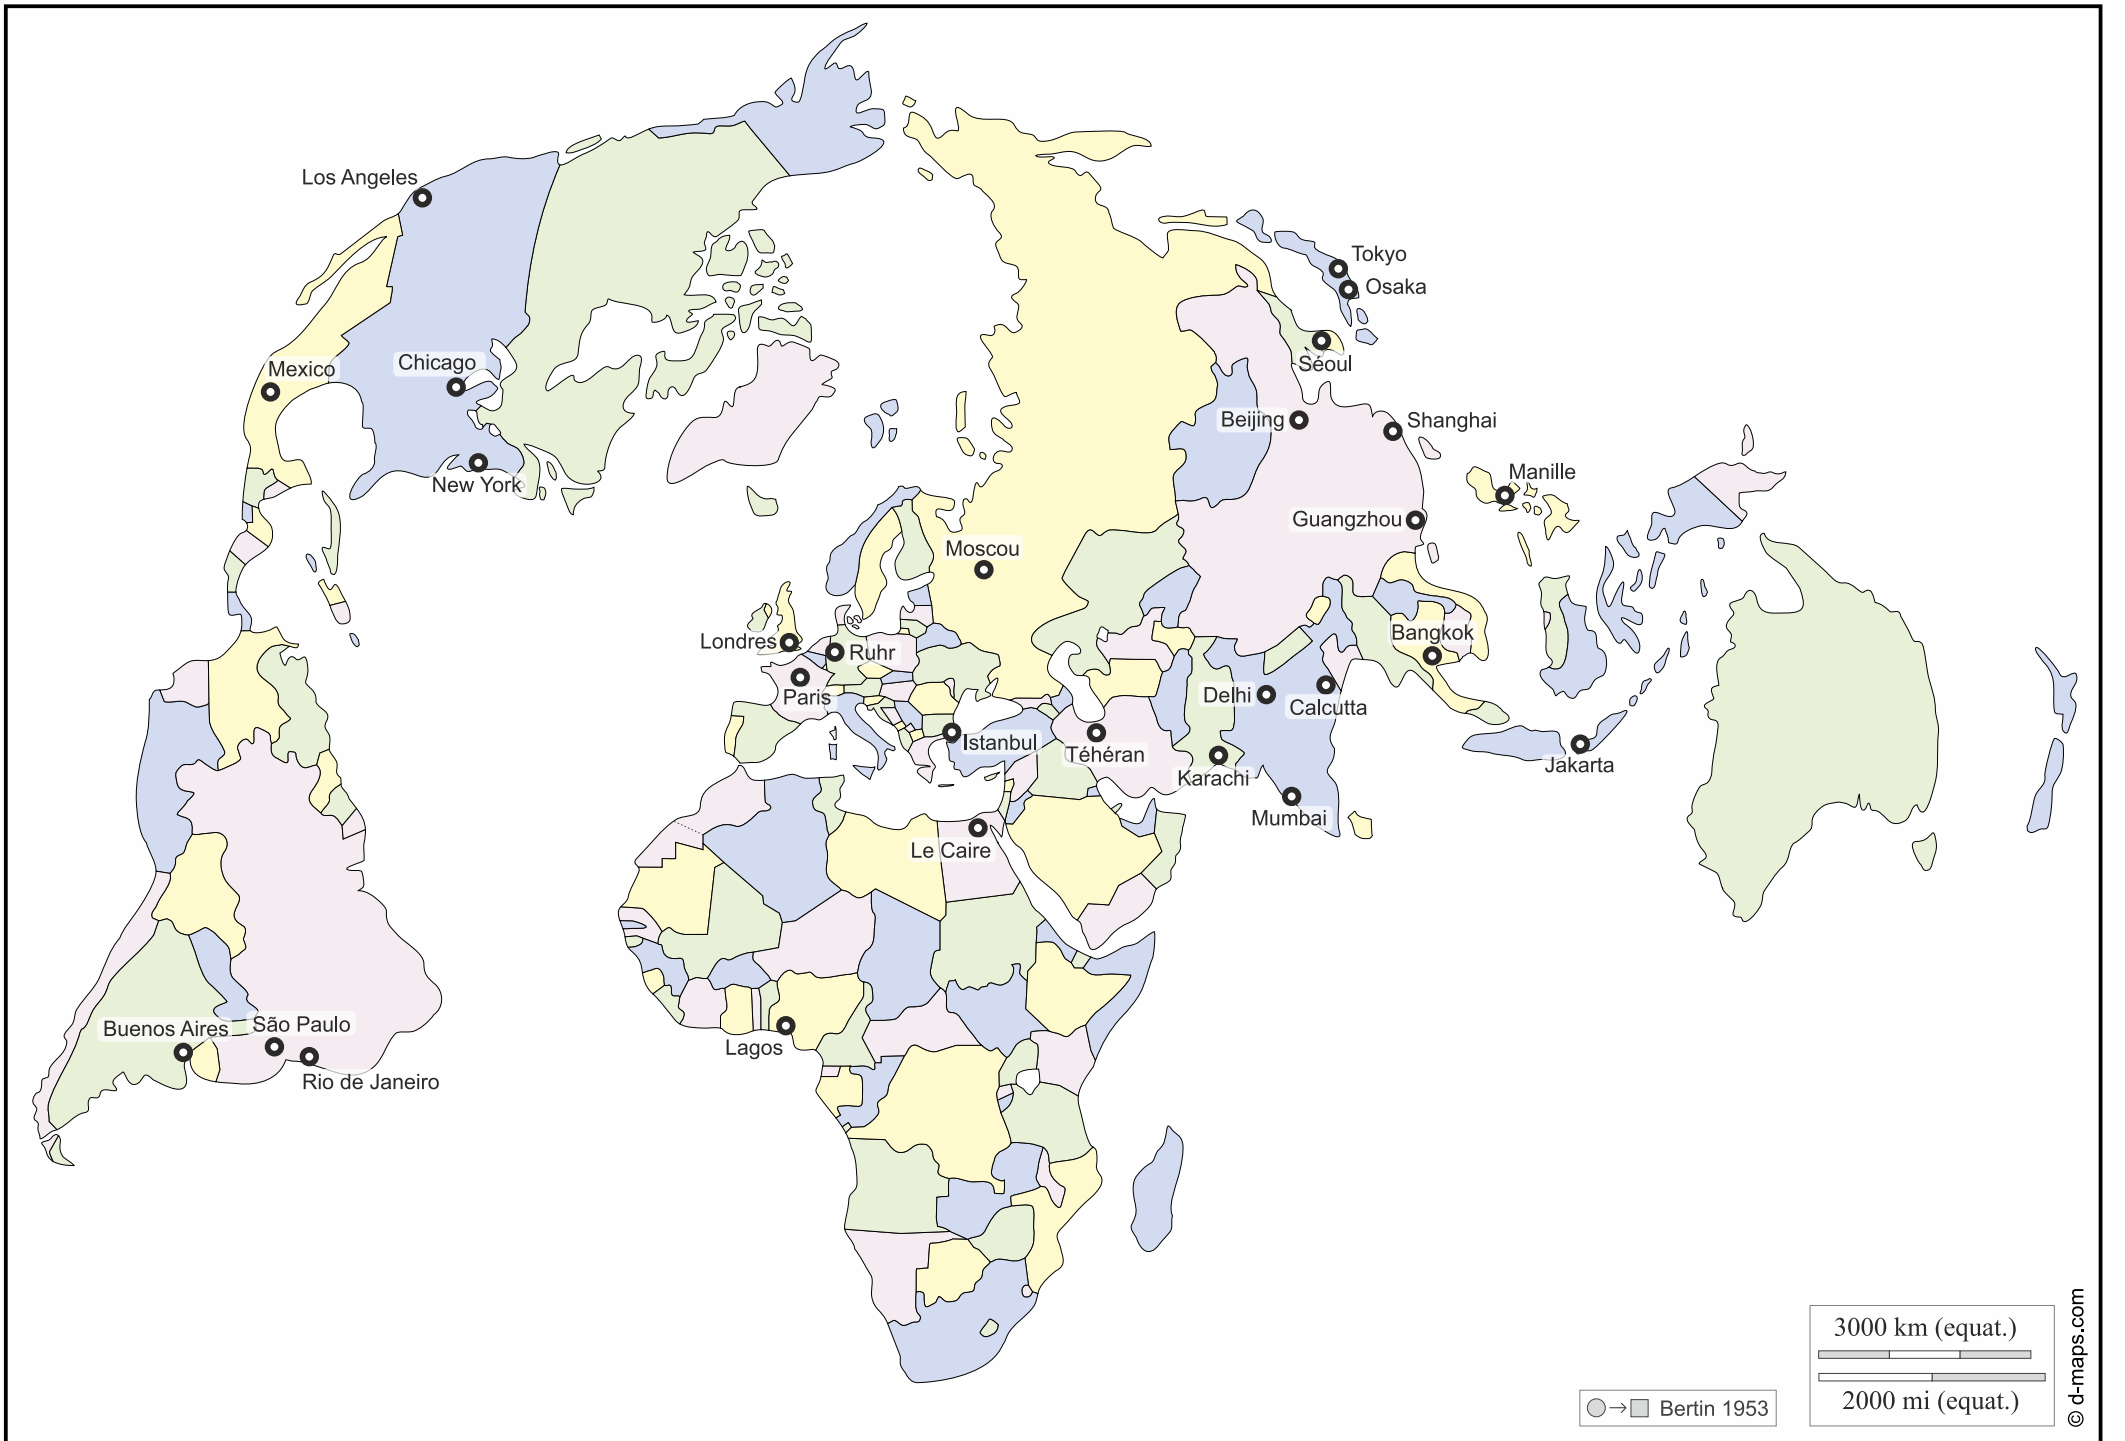 Los Angeles
Tokyo
Osaka
Séoul
Mexico
Chicago
Beijing
Shanghai
New York
Manille
Guangzhou
Moscou
Londres
Ruhr
Bangkok
Paris
Delhi
Calcutta
Istanbul
Téhéran
Karachi
Jakarta
Mumbai
Le Caire
Buenos Aires
São Paulo
Lagos
Rio de Janeiro
3000 km (equat.)
2000 mi (equat.)
Bertin 1953
© d-maps.com